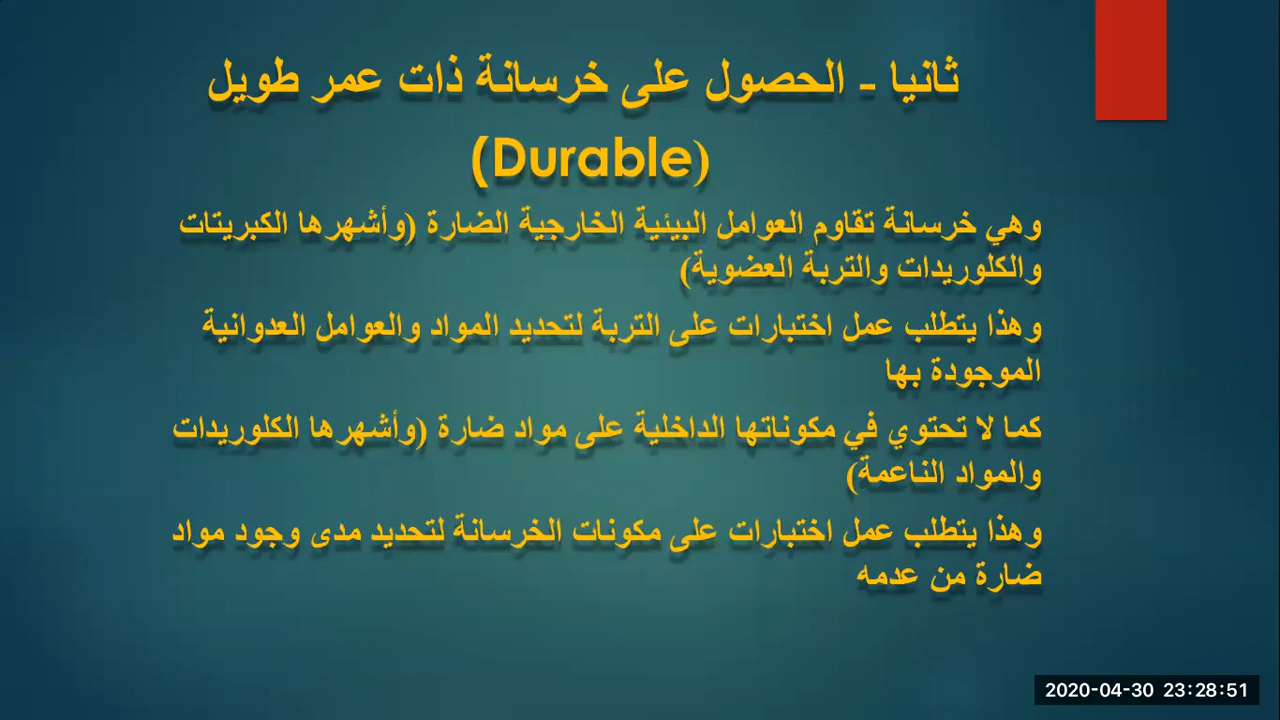 ثانيا - الحصول على خرسانة ذات عمر طويل
(Durable)
وهي خرسانة تقاوم العوامل البيئية الخارجية الضارة (وأشهرها الكبريتات
والكلوريدات والتربة العضوية)
وهذا يتطلب عمل اختبارات على التربة لتحديد المواد والعوامل العدوانية
الموجودة بها
كما لا تحتوي في مكوناتها الداخلية على مواد ضارة (وأشهرها الكلوريدات
والمواد الناعمة)
وهذا يتطلب عمل اختبارات على مكونات الخرسانة لتحديد مدى وجود مواد
ضارة من عدمه
2020-04-30 23:28:51